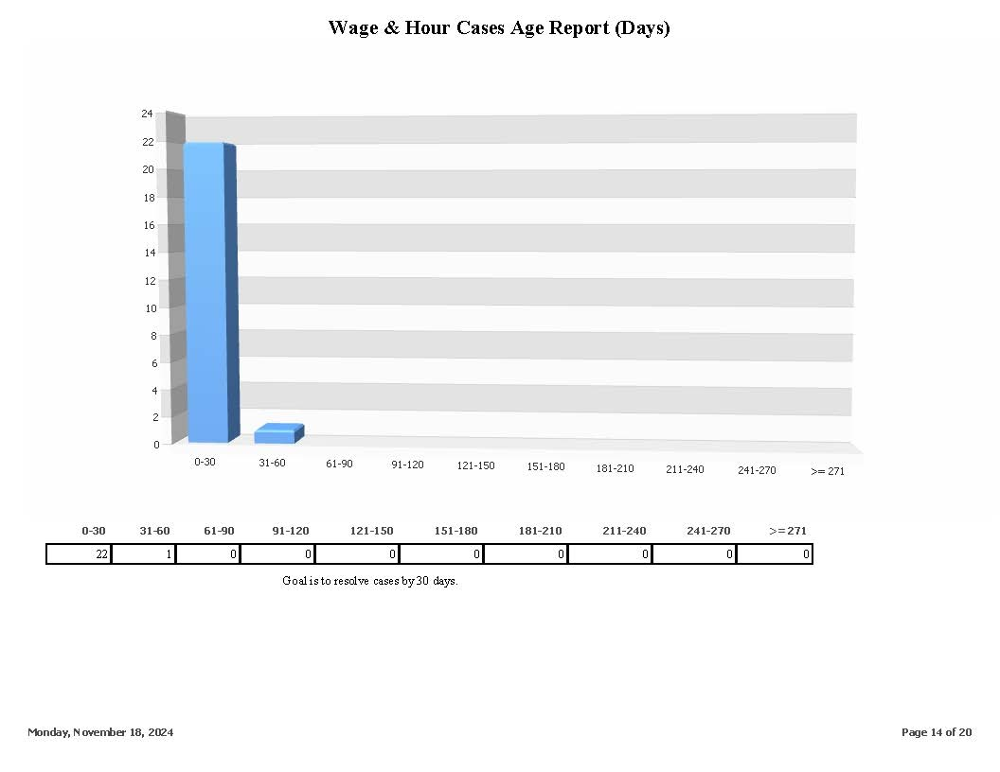 Wage & Hour Cases Age Report (Days)
24
22
20
18
16
14
12
10
8
6
4
2
0
0-30 31-60 61-90 91-120 121-150 151-180 181-210 211-240 241-270 >= 271
0-30 31-60 61-90 91-120 121-150 151-180 181-210 211-240 241-270 >=271
22 1 0 0 0 0 0 0 0 0
Goal is to resolve cases by 30 days.
Monday, November 18, 2024 Page 14 of 20